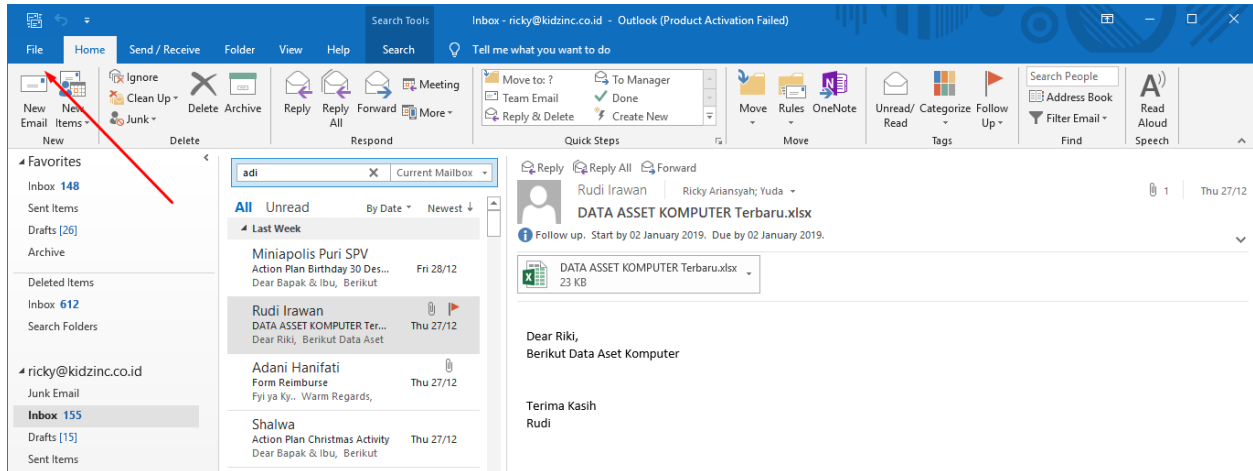 Search Tools
Inbox - ricky@kidzinc.co.id - Outlook (Product Activation Failed)
File Home Send / Receive Folder View Help Search Tell me what you want to do
New Email
New Items
New
Ignore
Clean Up
Junk
Delete
Archive
Delete
Reply
Reply All
Forward
Meeting
More
Respond
Move to: ?
Team Email
Reply & Delete
To Manager
Done
Create New
Quick Steps
Move
Rules
OneNote
Move
Unread/ Read
Categorize
Follow Up
Tags
Search People
Address Book
Filter Email
Find
Read Aloud
Speech
Favorites
Inbox 148
Sent Items
Drafts [26]
Archive
Deleted Items
Inbox 612
Search Folders
ricky@kidzinc.co.id
Junk Email
Inbox 155
Drafts [15]
Sent Items
adi
Current Mailbox
All Unread By Date Newest
Last Week
Miniapolis Puri SPV
Action Plan Birthday 30 Des... Fri 28/12
Dear Bapak & Ibu, Berikut
Rudi Irawan
DATA ASSET KOMPUTER Ter... Thu 27/12
Dear Riki, Berikut Data Aset
Adani Hanifati
Form Reimburse Thu 27/12
Fyi ya Ky.. Warm Regards,
Shalwa
Action Plan Christmas Activity Thu 27/12
Dear Bapak & Ibu, Berikut
Reply Reply All Forward
Rudi Irawan Ricky Ariansyah; Yuda 1 Thu 27/12
DATA ASSET KOMPUTER Terbaru.xlsx
Follow up. Start by 02 January 2019. Due by 02 January 2019.
DATA ASSET KOMPUTER Terbaru.xlsx
23 KB
Dear Riki,
Berikut Data Aset Komputer
Terima Kasih
Rudi